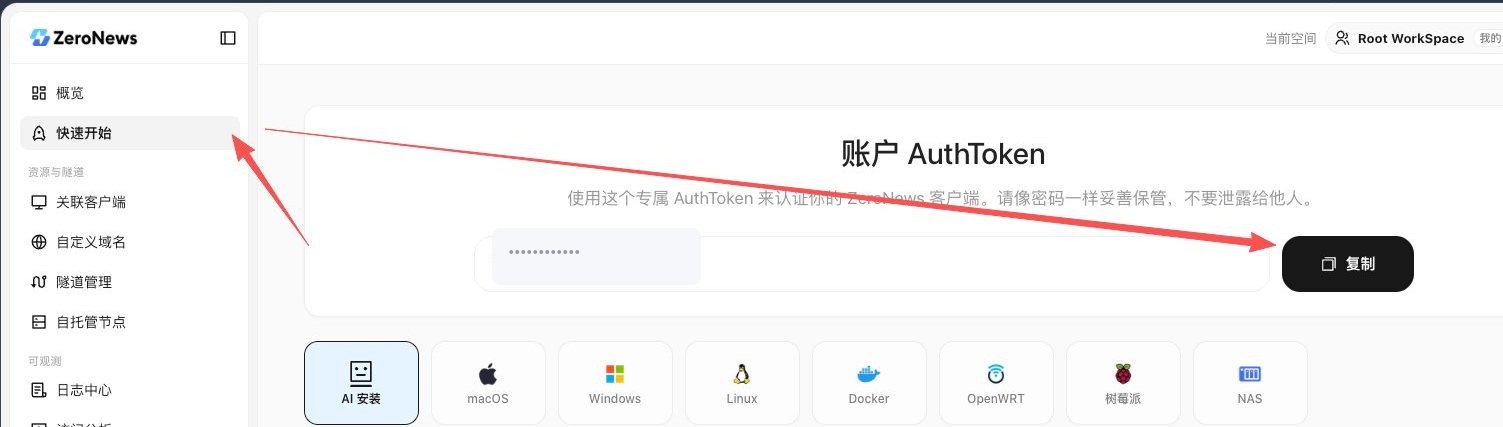 ZeroNews
当前空间
Root WorkSpace
我的
概览
快速开始
资源与隧道
关联客户端
自定义域名
隧道管理
自托管节点
可观测
日志中心
账户 AuthToken
使用这个专属 AuthToken 来认证你的 ZeroNews 客户端。请像密码一样妥善保管，不要泄露给他人。
••••••••••••
复制
AI 安装
macOS
Windows
Linux
Docker
OpenWRT
树莓派
NAS